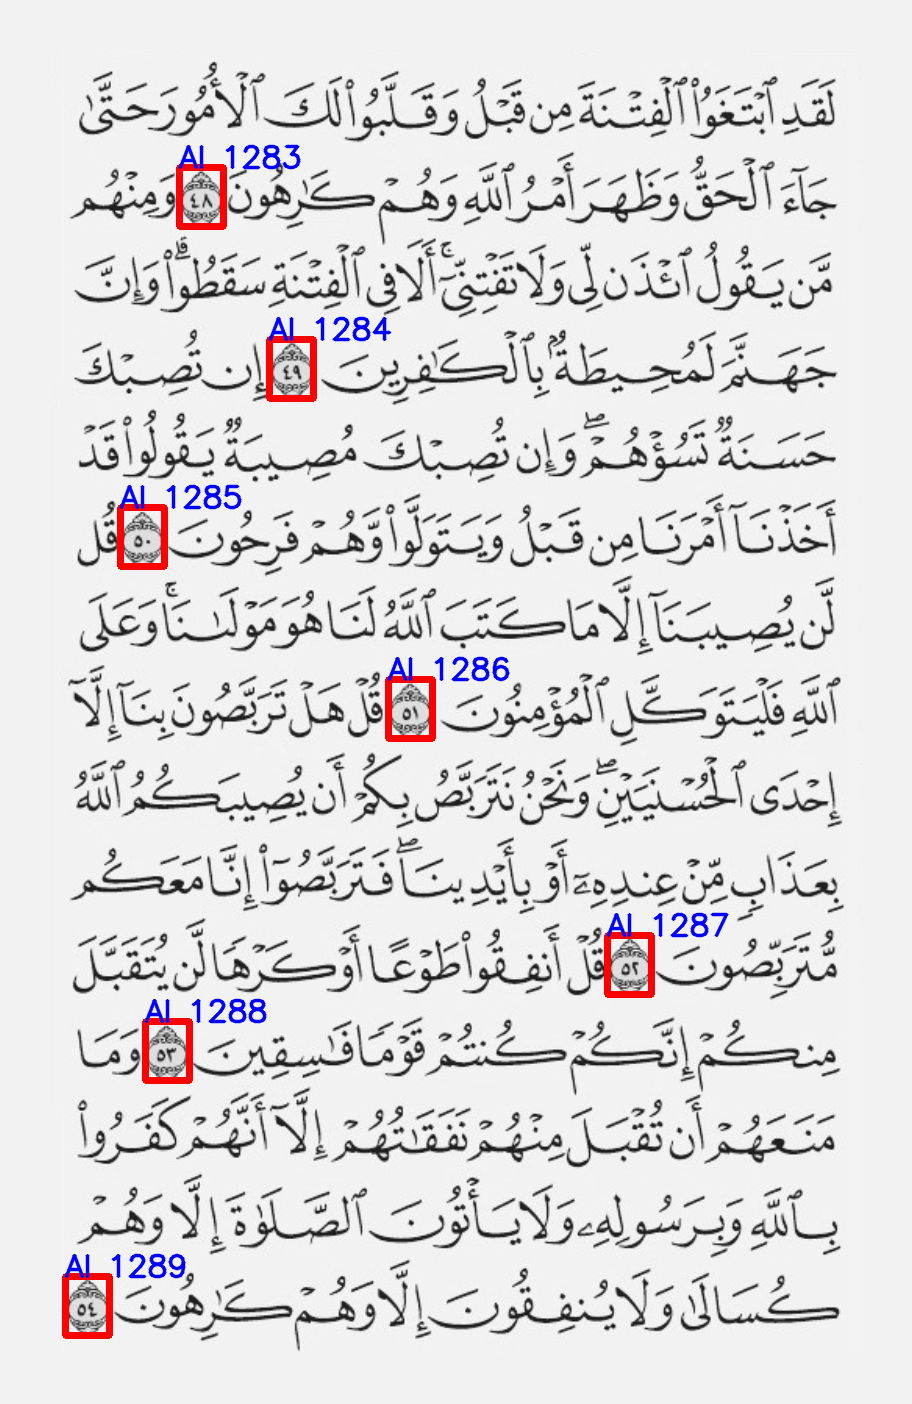 لَقَدِ ٱبْتَغَوُا۟ ٱلْفِتْنَةَ مِن قَبْلُ وَقَلَّبُوا۟ لَكَ ٱلْأُمُورَ حَتَّىٰ
AI 1283
جَآءَ ٱلْحَقُّ وَظَهَرَ أَمْرُ ٱللَّهِ وَهُمْ كَـٰرِهُونَ ٤٨ وَمِنْهُم
مَّن يَقُولُ ٱئْذَن لِّى وَلَا تَفْتِنِّىٓ ۚ أَلَا فِى ٱلْفِتْنَةِ سَقَطُوا۟ ۗ وَإِنَّ
AI 1284
جَهَنَّمَ لَمُحِيطَةٌۢ بِٱلْكَـٰفِرِينَ ٤٩ إِن تُصِبْكَ
حَسَنَةٌ تَسُؤْهُمْ ۖ وَإِن تُصِبْكَ مُصِيبَةٌ يَقُولُوا۟ قَدْ
AI 1285
أَخَذْنَآ أَمْرَنَا مِن قَبْلُ وَيَتَوَلَّوا۟ وَّهُمْ فَرِحُونَ ٥٠ قُل
لَّن يُصِيبَنَآ إِلَّا مَا كَتَبَ ٱللَّهُ لَنَا هُوَ مَوْلَىٰنَا ۚ وَعَلَى
AI 1286
ٱللَّهِ فَلْيَتَوَكَّلِ ٱلْمُؤْمِنُونَ ٥١ قُلْ هَلْ تَرَبَّصُونَ بِنَآ إِلَّآ
إِحْدَى ٱلْحُسْنَيَيْنِ ۖ وَنَحْنُ نَتَرَبَّصُ بِكُمْ أَن يُصِيبَكُمُ ٱللَّهُ
بِعَذَابٍ مِّنْ عِندِهِۦٓ أَوْ بِأَيْدِينَا ۖ فَتَرَبَّصُوٓا۟ إِنَّا مَعَكُم
AI 1287
مُّتَرَبِّصُونَ ٥٢ قُلْ أَنفِقُوا۟ طَوْعًا أَوْ كَرْهًا لَّن يُتَقَبَّلَ
AI 1288
مِنكُمْ إِنَّكُمْ كُنتُمْ قَوْمًا فَـٰسِقِينَ ٥٣ وَمَا
مَنَعَهُمْ أَن تُقْبَلَ مِنْهُمْ نَفَقَـٰتُهُمْ إِلَّآ أَنَّهُمْ كَفَرُوا۟
بِٱللَّهِ وَبِرَسُولِهِۦ وَلَا يَأْتُونَ ٱلصَّلَوٰةَ إِلَّا وَهُمْ
AI 1289
كُسَالَىٰ وَلَا يُنفِقُونَ إِلَّا وَهُمْ كَـٰرِهُونَ ٥٤